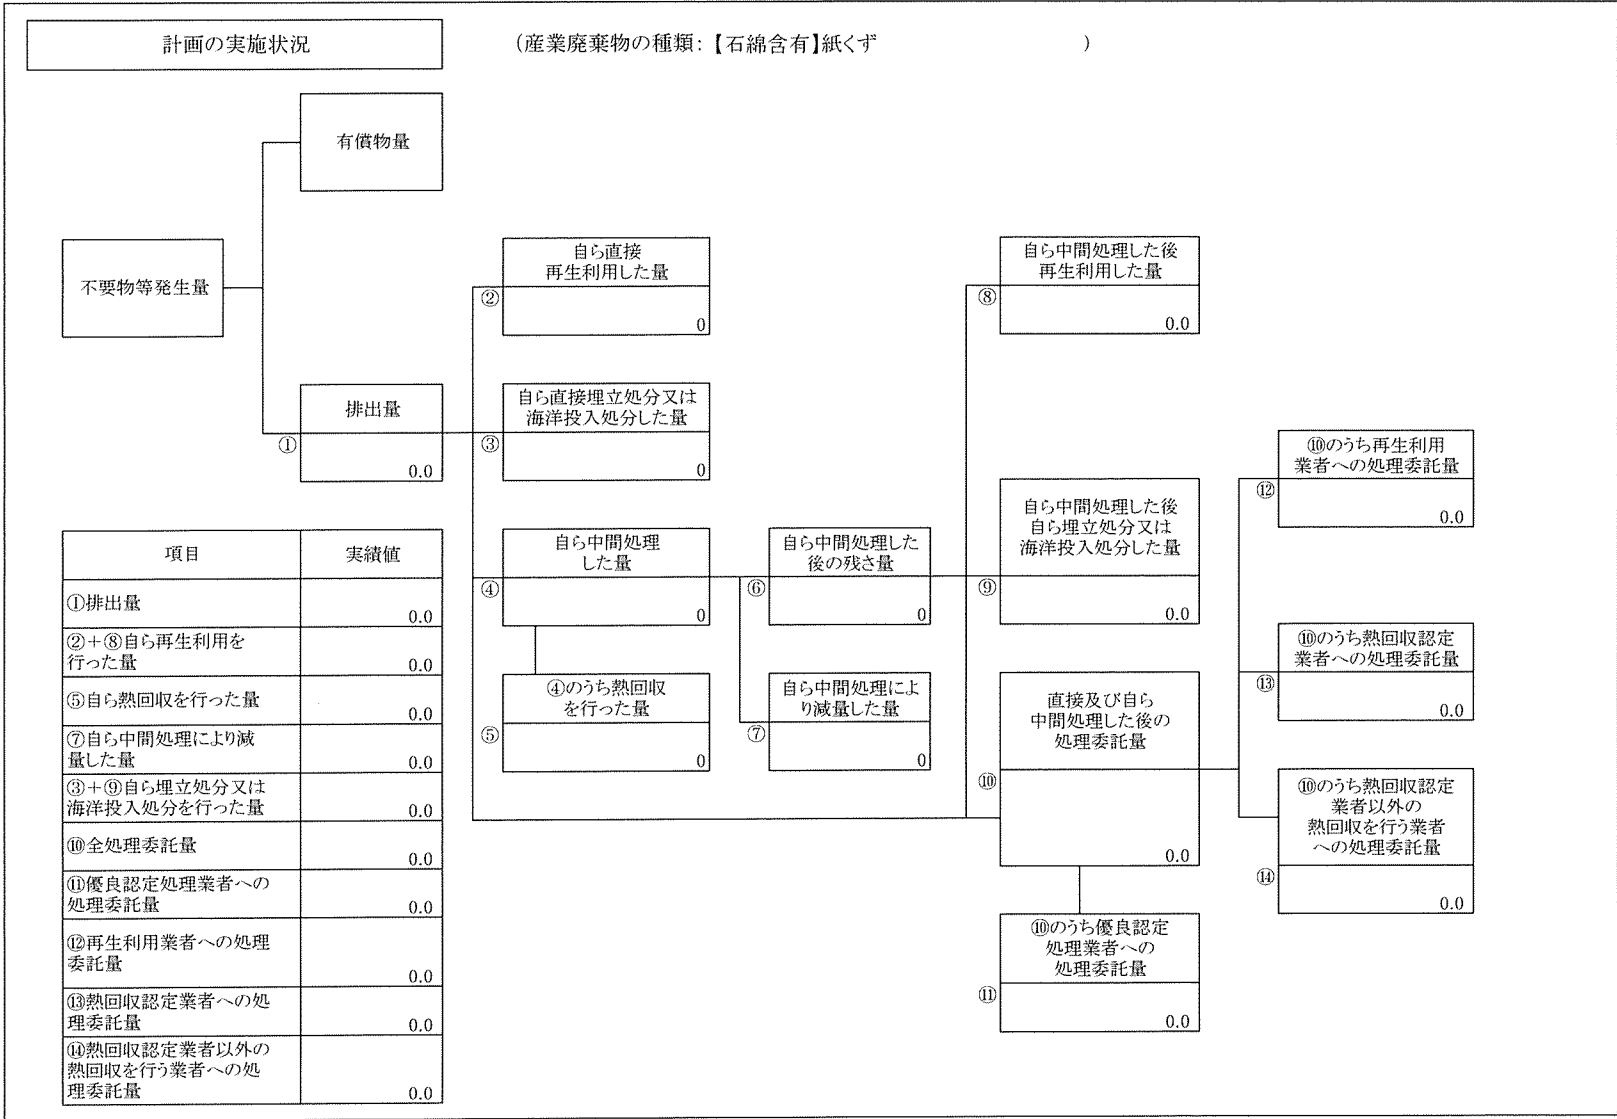 計画の実施状況
(産業廃棄物の種類:【石綿含有】紙くず )
有償物量
不要物等発生量
排出量
①
0.0
自ら直接
再生利用した量
②
0
自ら直接埋立処分又は
海洋投入処分した量
③
0
自ら中間処理
した量
④
0
④のうち熱回収
を行った量
⑤
0
自ら中間処理した
後の残さ量
⑥
0
自ら中間処理によ
り減量した量
⑦
0
自ら中間処理した後
再生利用した量
⑧
0.0
自ら中間処理した後
自ら埋立処分又は
海洋投入処分した量
⑨
0.0
直接及び自ら
中間処理した後の
処理委託量
⑩
0.0
⑩のうち優良認定
処理業者への
処理委託量
⑪
0.0
⑩のうち再生利用
業者への処理委託量
⑫
0.0
⑩のうち熱回収認定
業者への処理委託量
⑬
0.0
⑩のうち熱回収認定
業者以外の
熱回収を行う業者
への処理委託量
⑭
0.0
項目 実績値
①排出量
0.0
②+⑧自ら再生利用を
行った量 0.0
⑤自ら熱回収を行った量
0.0
⑦自ら中間処理により減
量した量 0.0
③+⑨自ら埋立処分又は
海洋投入処分を行った量 0.0
⑩全処理委託量
0.0
⑪優良認定処理業者への
処理委託量 0.0
⑫再生利用業者への処理
委託量
0.0
⑬熱回収認定業者への処
理委託量 0.0
⑭熱回収認定業者以外の
熱回収を行う業者への処
理委託量 0.0